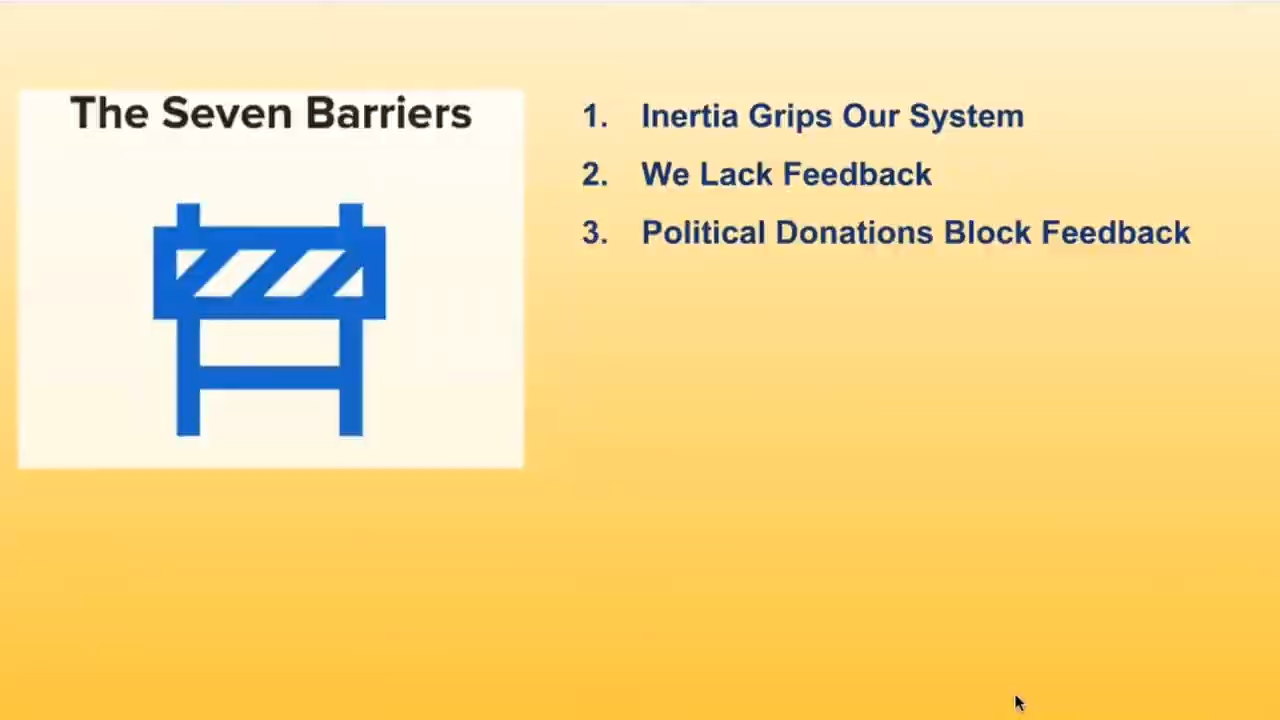 The Seven Barriers
1. Inertia Grips Our System
2. We Lack Feedback
3. Political Donations Block Feedback